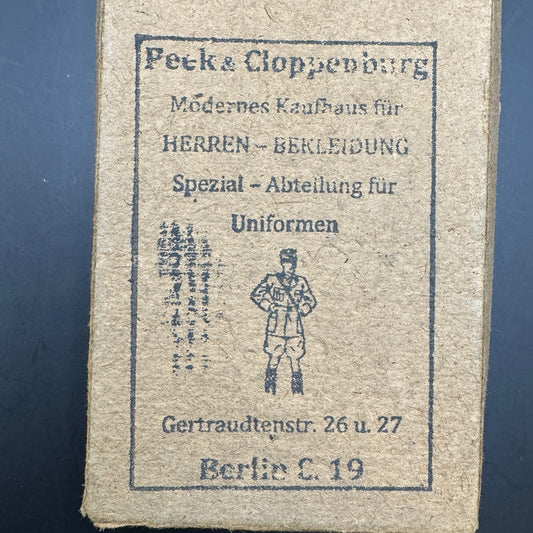 Peek & Cloppenburg
Modernes Kaufhaus für
HERREN - BEKLEIDUNG
Spezial - Abteilung für
Uniformen
Gertraudtenstr. 26 u. 27
Berlin C. 19